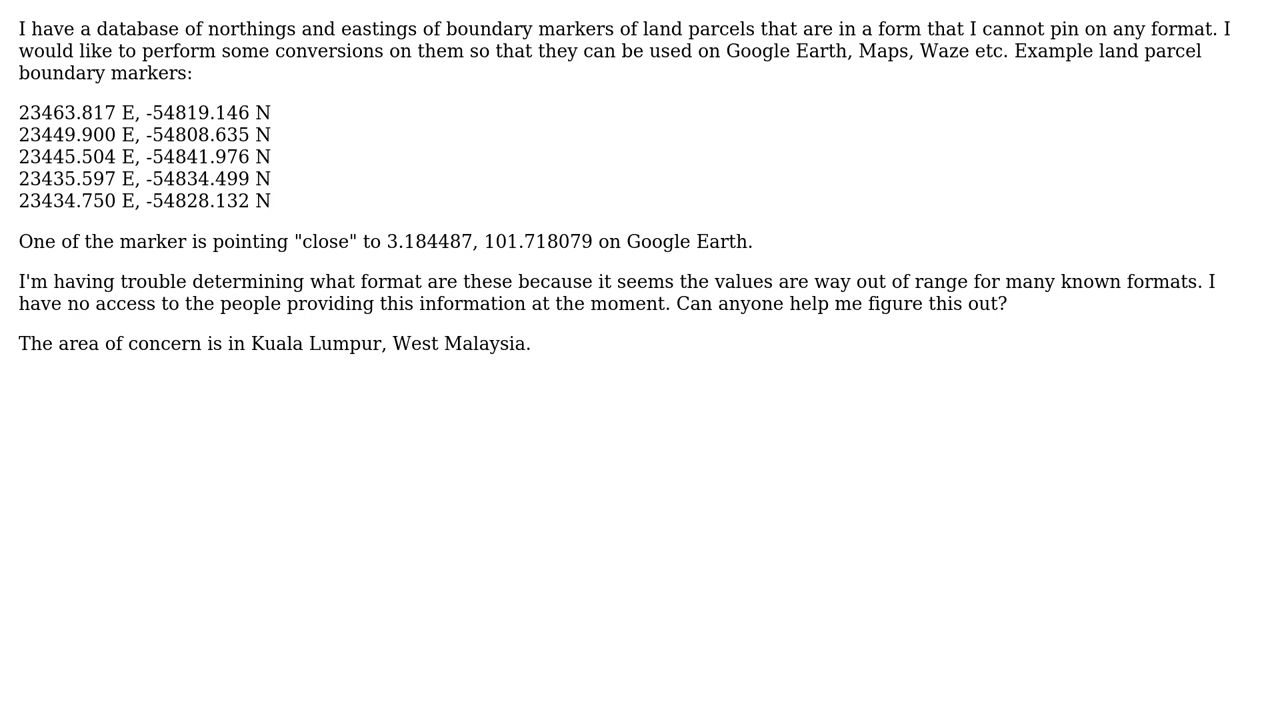 I have a database of northings and eastings of boundary markers of land parcels that are in a form that I cannot pin on any format. I
would like to perform some conversions on them so that they can be used on Google Earth, Maps, Waze etc. Example land parcel
boundary markers:
23463.817 E, -54819.146 N
23449.900 E, -54808.635 N
23445.504 E, -54841.976 N
23435.597 E, -54834.499 N
23434.750 E, -54828.132 N
One of the marker is pointing "close" to 3.184487, 101.718079 on Google Earth.
I'm having trouble determining what format are these because it seems the values are way out of range for many known formats. I
have no access to the people providing this information at the moment. Can anyone help me figure this out?
The area of concern is in Kuala Lumpur, West Malaysia.